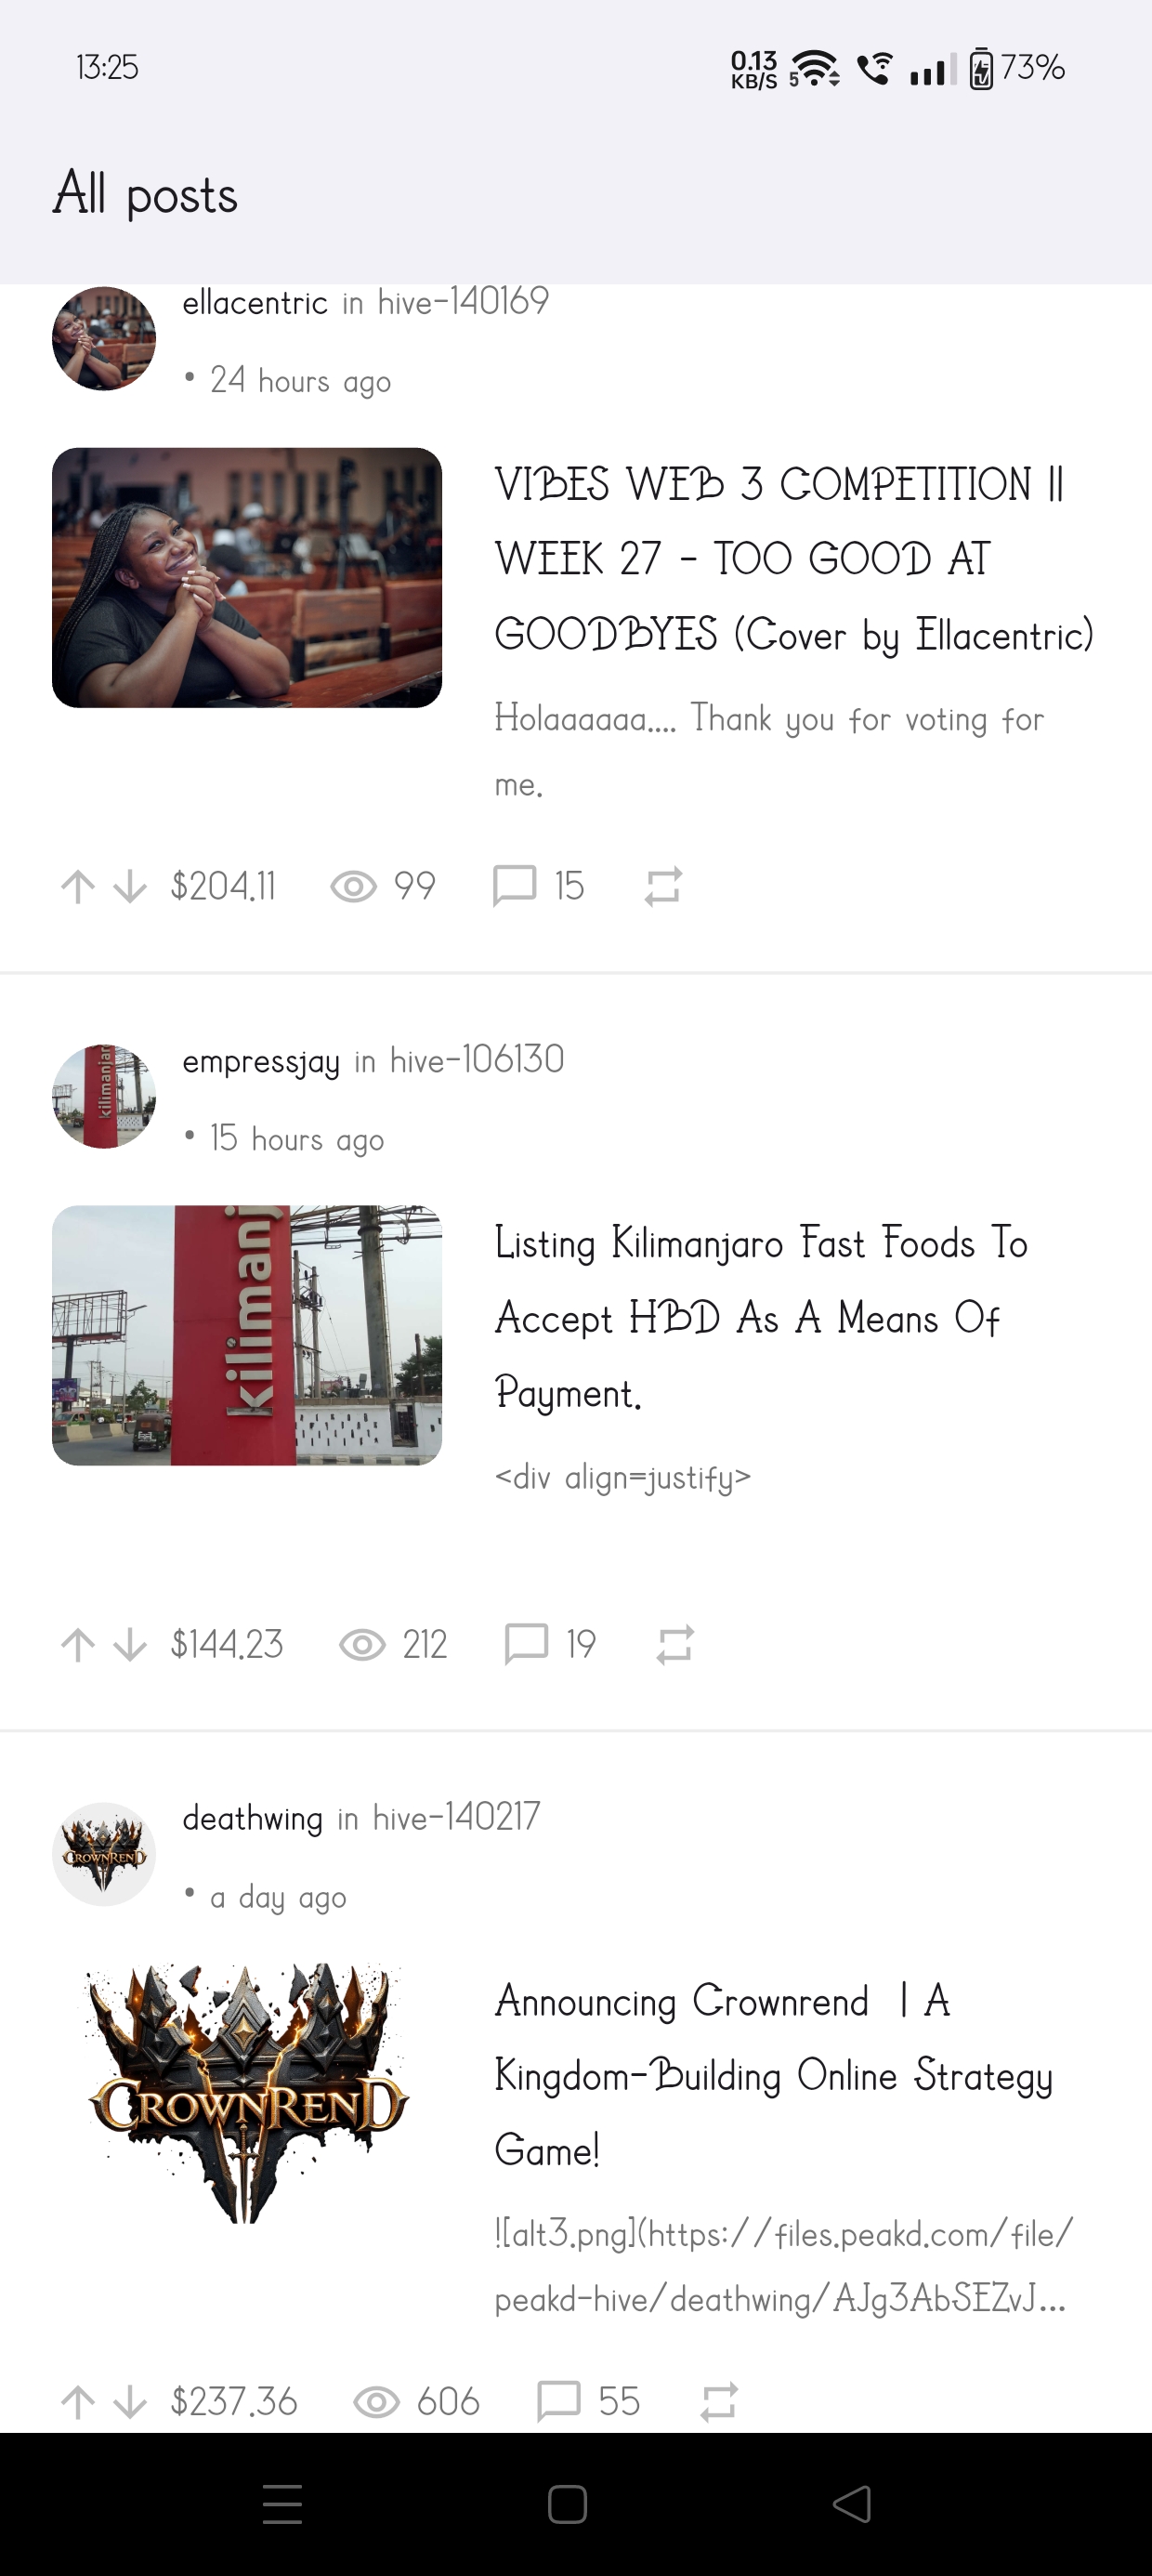 13:25
0.13
KB/S
5
73%
All posts
ellacentric in hive-140169
• 24 hours ago
VIBES WEB 3 COMPETITION ||
WEEK 27 - TOO GOOD AT
GOODBYES (Cover by Ellacentric)
Holaaaaaa.... Thank you for voting for
me.
$204.11 99 15
empressjay in hive-106130
kilimanjar
• 15 hours ago
kilimanj
Listing Kilimanjaro Fast Foods To
Accept HBD As A Means Of
Payment.
<div align=justify>
$144.23 212 19
deathwing in hive-140217
CROWNREND
• a day ago
CROWNREND
Announcing Crownrend | A
Kingdom-Building Online Strategy
Game!
![alt3.png](https://files.peakd.com/file/
peakd-hive/deathwing/AJg3AbSEZvJ...
$237.36 606 55